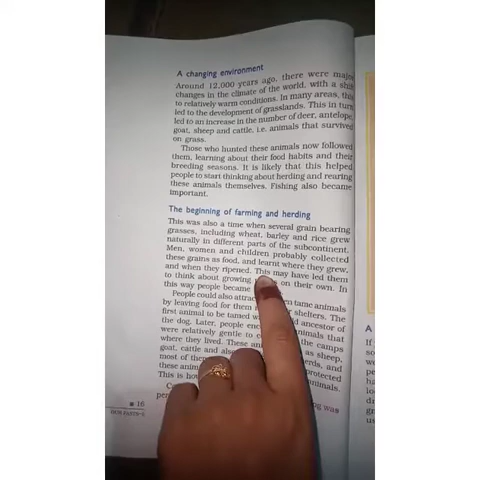 A changing environment
Around 12,000 years ago, there were major
changes in the climate of the world, with a shift
to relatively warm conditions. In many areas, this
led to the development of grasslands. This in turn
led to an increase in the number of deer, antelope,
goat, sheep and cattle, i.e. animals that survived
on grass.
Those who hunted these animals now followed
them, learning about their food habits and their
breeding seasons. It is likely that this helped
people to start thinking about herding and rearing
these animals themselves. Fishing also became
important.
The beginning of farming and herding
This was also a time when several grain bearing
grasses, including wheat, barley and rice grew
naturally in different parts of the subcontinent.
Men, women and children probably collected
these grains as food, and learnt where they grew,
and when they ripened. This may have led them
to think about growing on their own. In
this way people became
People could also attract tame animals
by leaving food for them shelters. The
first animal to be tamed ancestor of
the dog. Later, people animals that
were relatively gentle to the camps
where they lived. These as sheep,
goat, cattle and also herds, and
most of protected
these animals.
This is
was
16
OUR PASTS–I
A
If